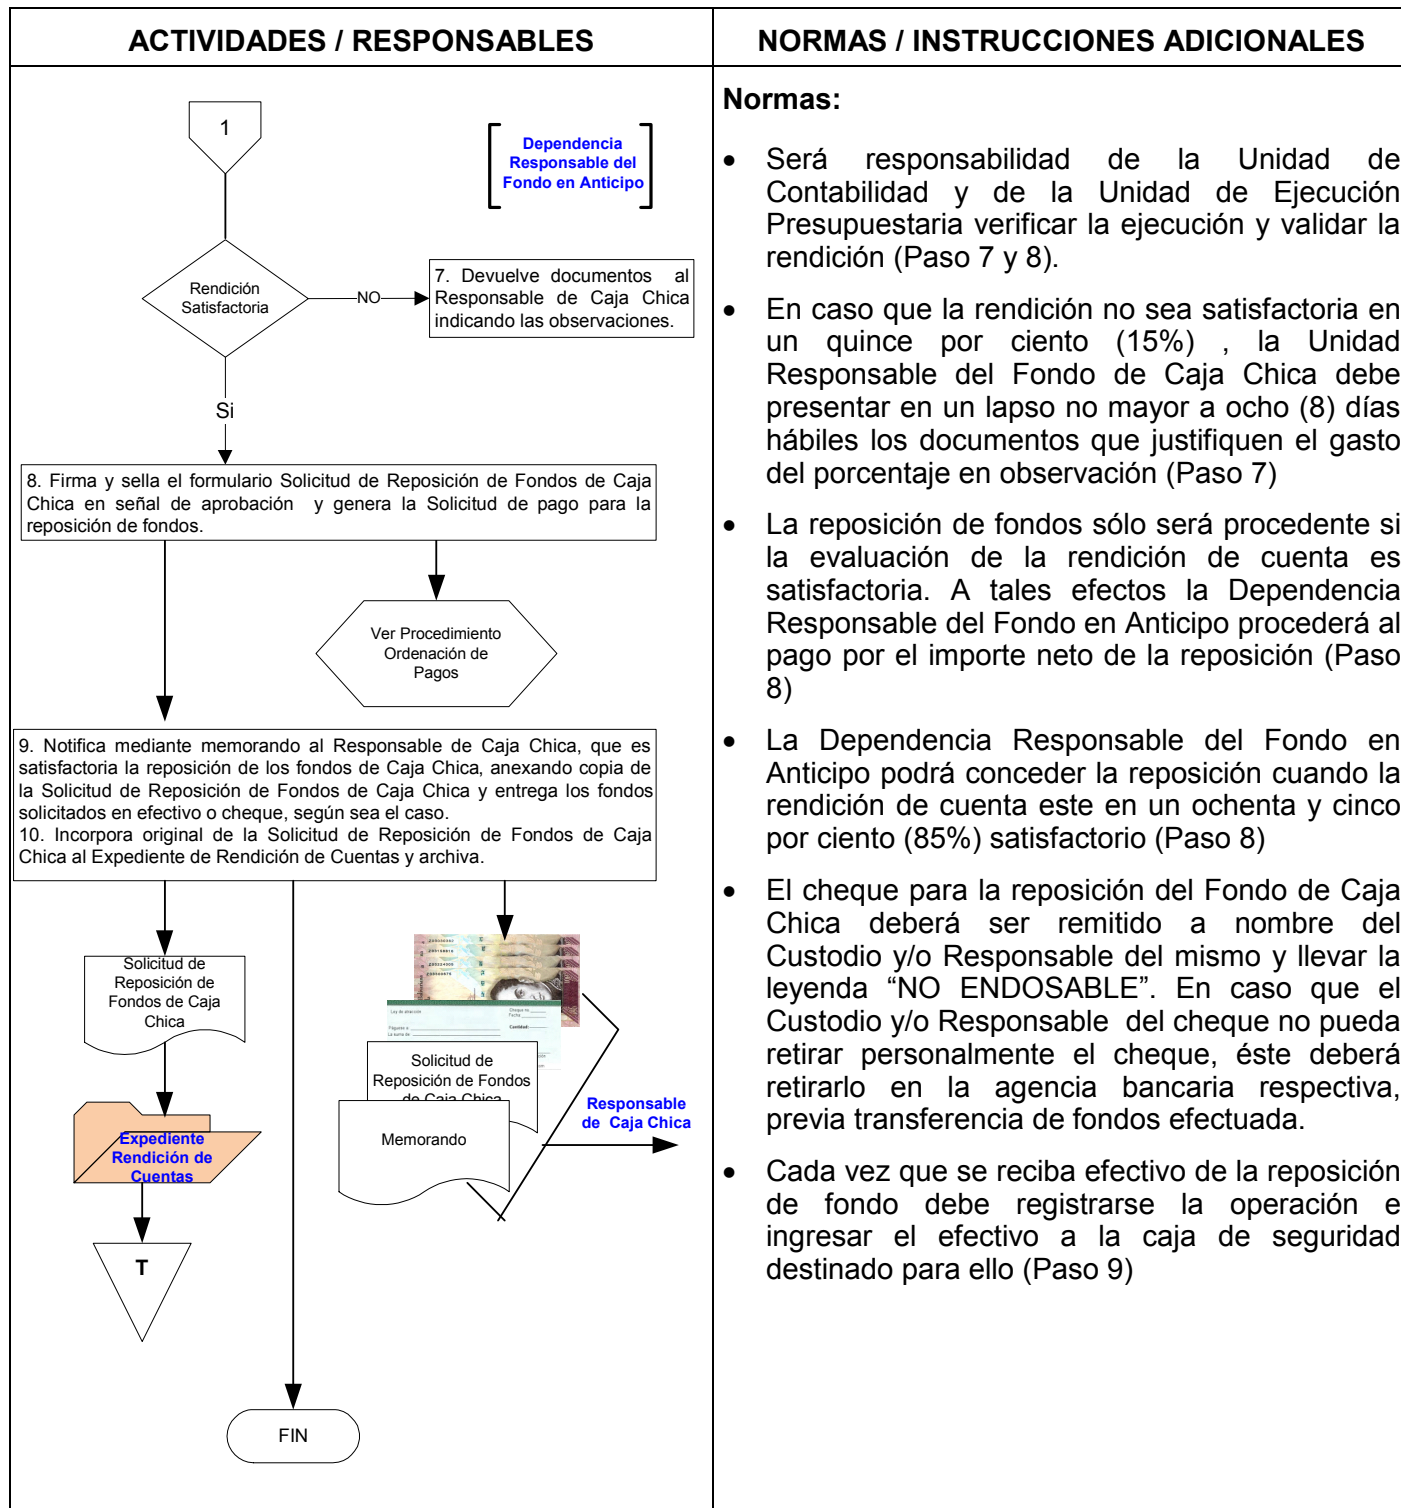 ACTIVIDADES / RESPONSABLES
1
Dependencia
Responsable del
Fondo en Anticipo
Rendición
Satisfactoria
NO
7. Devuelve documentos al
Responsable de Caja Chica
indicando las observaciones.
Si
8. Firma y sella el formulario Solicitud de Reposición de Fondos de Caja
Chica en señal de aprobación y genera la Solicitud de pago para la
reposición de fondos.
Ver Procedimiento
Ordenación de
Pagos
9. Notifica mediante memorando al Responsable de Caja Chica, que es
satisfactoria la reposición de los fondos de Caja Chica, anexando copia de
la Solicitud de Reposición de Fondos de Caja Chica y entrega los fondos
solicitados en efectivo o cheque, según sea el caso.
10. Incorpora original de la Solicitud de Reposición de Fondos de Caja
Chica al Expediente de Rendición de Cuentas y archiva.
Solicitud de
Reposición de
Fondos de Caja
Chica
Solicitud de
Reposición de Fondos
de Caja Chica
Memorando
Responsable
de Caja Chica
Expediente
Rendición de
Cuentas
T
FIN
NORMAS / INSTRUCCIONES ADICIONALES
Normas:
• Será responsabilidad de la Unidad de
Contabilidad y de la Unidad de Ejecución
Presupuestaria verificar la ejecución y validar la
rendición (Paso 7 y 8).
• En caso que la rendición no sea satisfactoria en
un quince por ciento (15%) , la Unidad
Responsable del Fondo de Caja Chica debe
presentar en un lapso no mayor a ocho (8) días
hábiles los documentos que justifiquen el gasto
del porcentaje en observación (Paso 7)
• La reposición de fondos sólo será procedente si
la evaluación de la rendición de cuenta es
satisfactoria. A tales efectos la Dependencia
Responsable del Fondo en Anticipo procederá al
pago por el importe neto de la reposición (Paso
8)
• La Dependencia Responsable del Fondo en
Anticipo podrá conceder la reposición cuando la
rendición de cuenta este en un ochenta y cinco
por ciento (85%) satisfactorio (Paso 8)
• El cheque para la reposición del Fondo de Caja
Chica deberá ser remitido a nombre del
Custodio y/o Responsable del mismo y llevar la
leyenda “NO ENDOSABLE”. En caso que el
Custodio y/o Responsable del cheque no pueda
retirar personalmente el cheque, éste deberá
retirarlo en la agencia bancaria respectiva,
previa transferencia de fondos efectuada.
• Cada vez que se reciba efectivo de la reposición
de fondo debe registrarse la operación e
ingresar el efectivo a la caja de seguridad
destinado para ello (Paso 9)